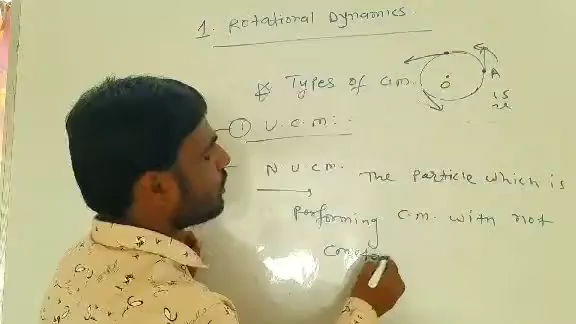 1. Rotational Dynamics.
* Types of C.m.
A
O
1 U.C.m:-
N U C m. The Particle which is
Performing C.m. with not